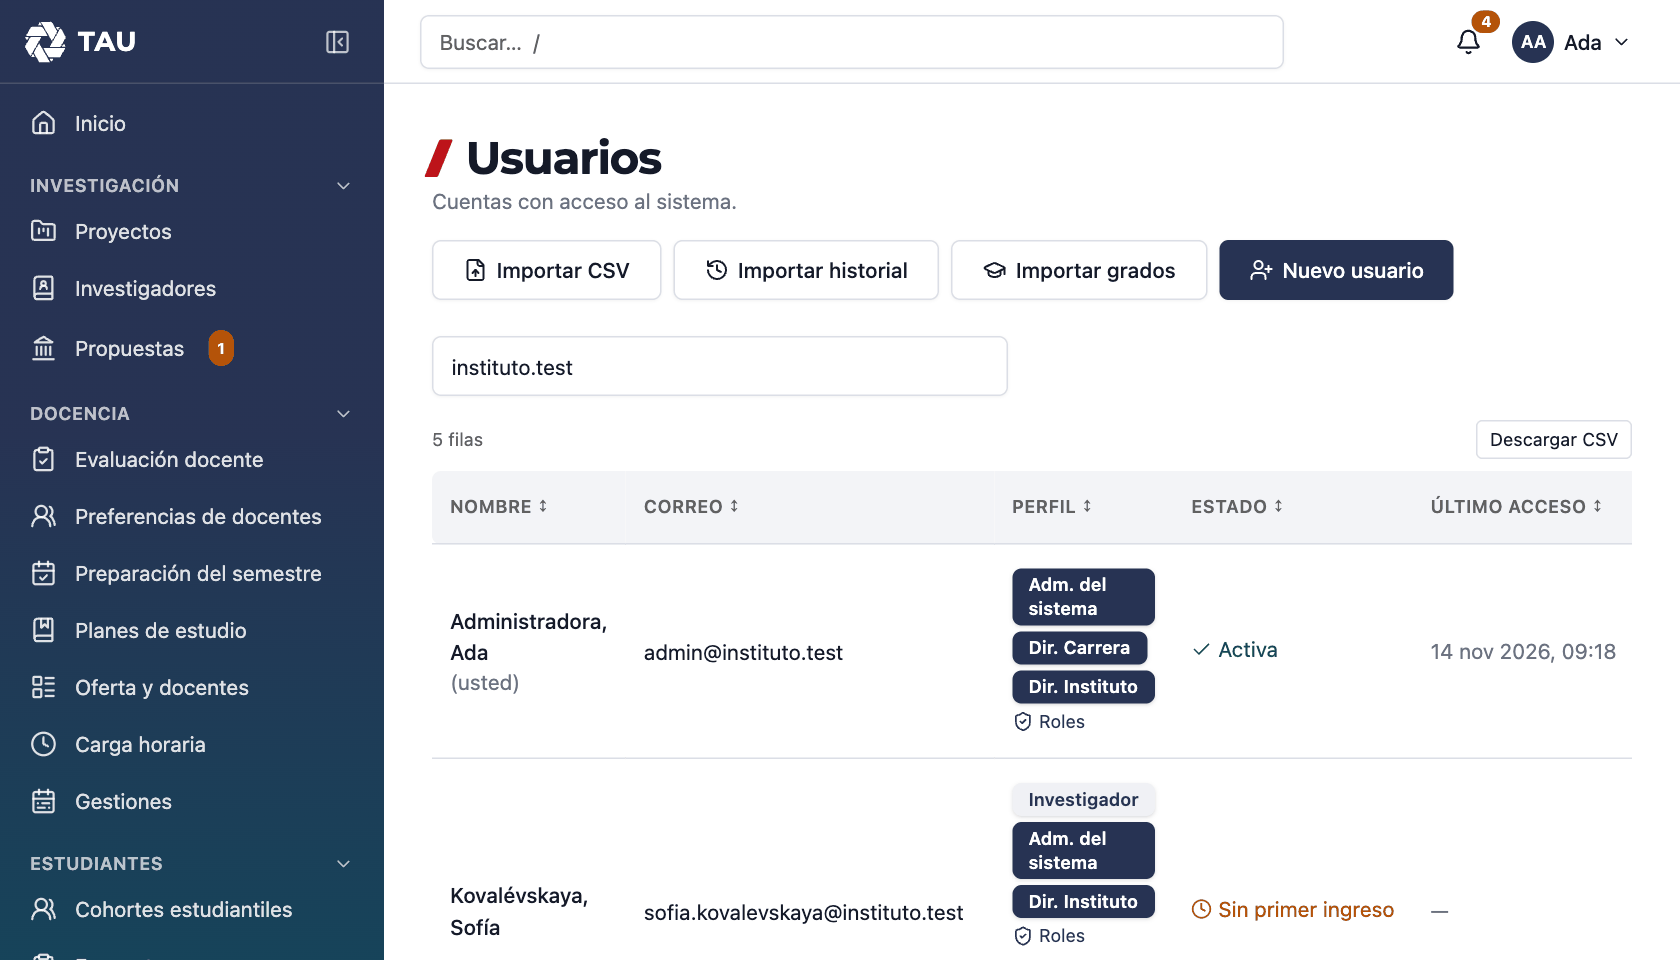 TAU
Buscar... /
4
AA
Ada
Inicio
INVESTIGACIÓN
Proyectos
Investigadores
Propuestas
1
DOCENCIA
Evaluación docente
Preferencias de docentes
Preparación del semestre
Planes de estudio
Oferta y docentes
Carga horaria
Gestiones
ESTUDIANTES
Cohortes estudiantiles
Usuarios
Cuentas con acceso al sistema.
Importar CSV
Importar historial
Importar grados
Nuevo usuario
instituto.test
5 filas
Descargar CSV
NOMBRE
CORREO
PERFIL
ESTADO
ÚLTIMO ACCESO
Administradora,
Ada
(usted)
admin@instituto.test
Adm. del
sistema
Dir. Carrera
Dir. Instituto
Roles
Activa
14 nov 2026, 09:18
Kovalévskaya,
Sofía
sofia.kovalevskaya@instituto.test
Investigador
Adm. del
sistema
Dir. Instituto
Roles
Sin primer ingreso
—